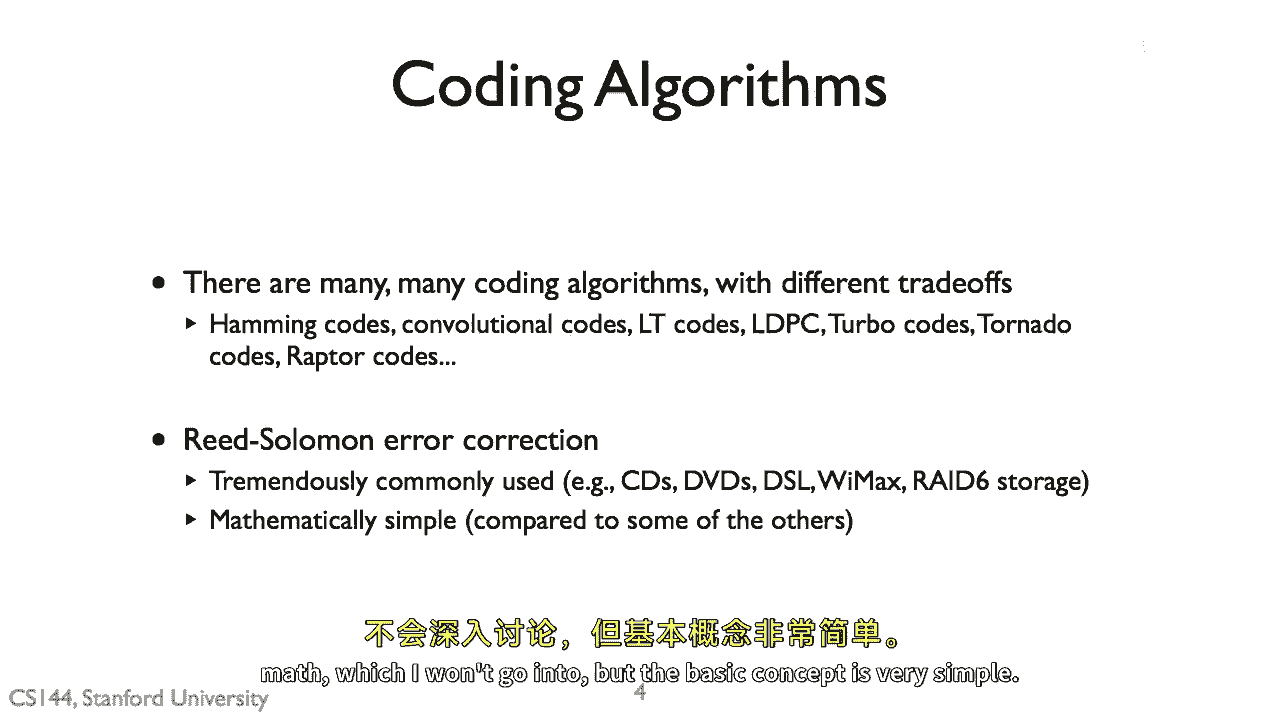 Coding Algorithms
• There are many, many coding algorithms, with different tradeoffs
‣ Hamming codes, convolutional codes, LT codes, LDPC, Turbo codes, Tornado
codes, Raptor codes...
• Reed-Solomon error correction
‣ Tremendously commonly used (e.g., CDs, DVDs, DSL, WiMax, RAID6 storage)
‣ Mathematically simple (compared to some of the others)
不会深入讨论，但基本概念非常简单。
math, which I won't go into, but the basic concept is very simple.
CS144, Stanford University
4